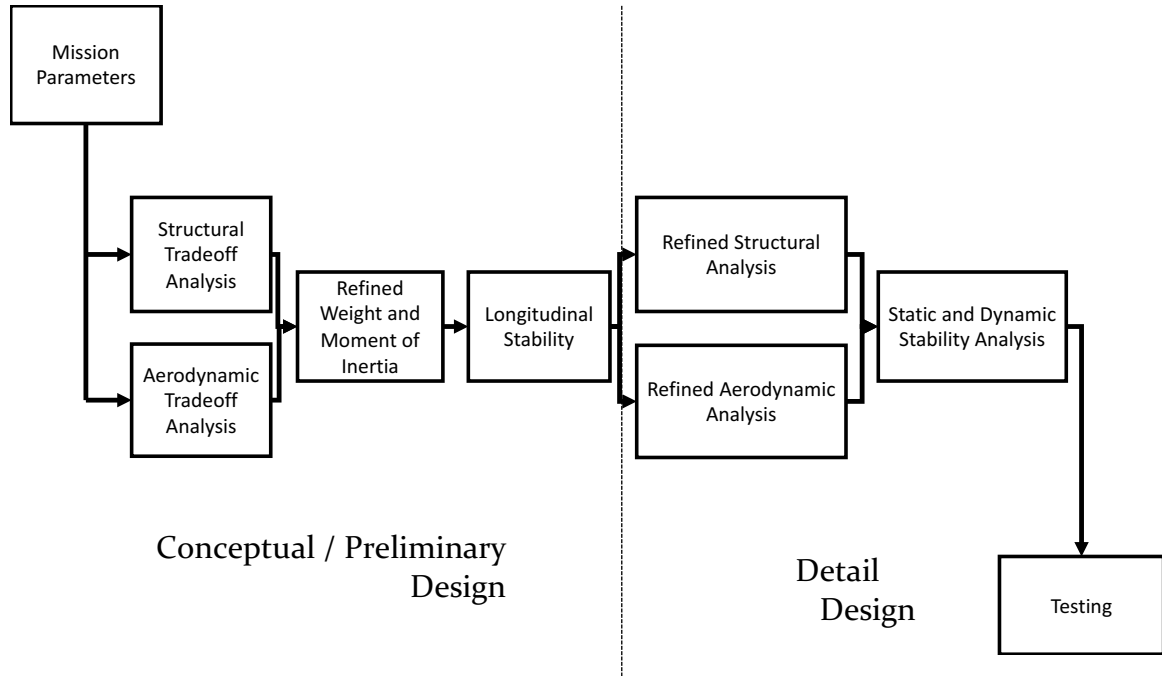 Mission
Parameters
Structural
Tradeoff
Analysis
Aerodynamic
Tradeoff
Analysis
Refined
Weight and
Moment of
Inertia
Longitudinal
Stability
Refined Structural
Analysis
Refined Aerodynamic
Analysis
Static and Dynamic
Stability Analysis
Testing
Conceptual / Preliminary
Design
Detail
Design